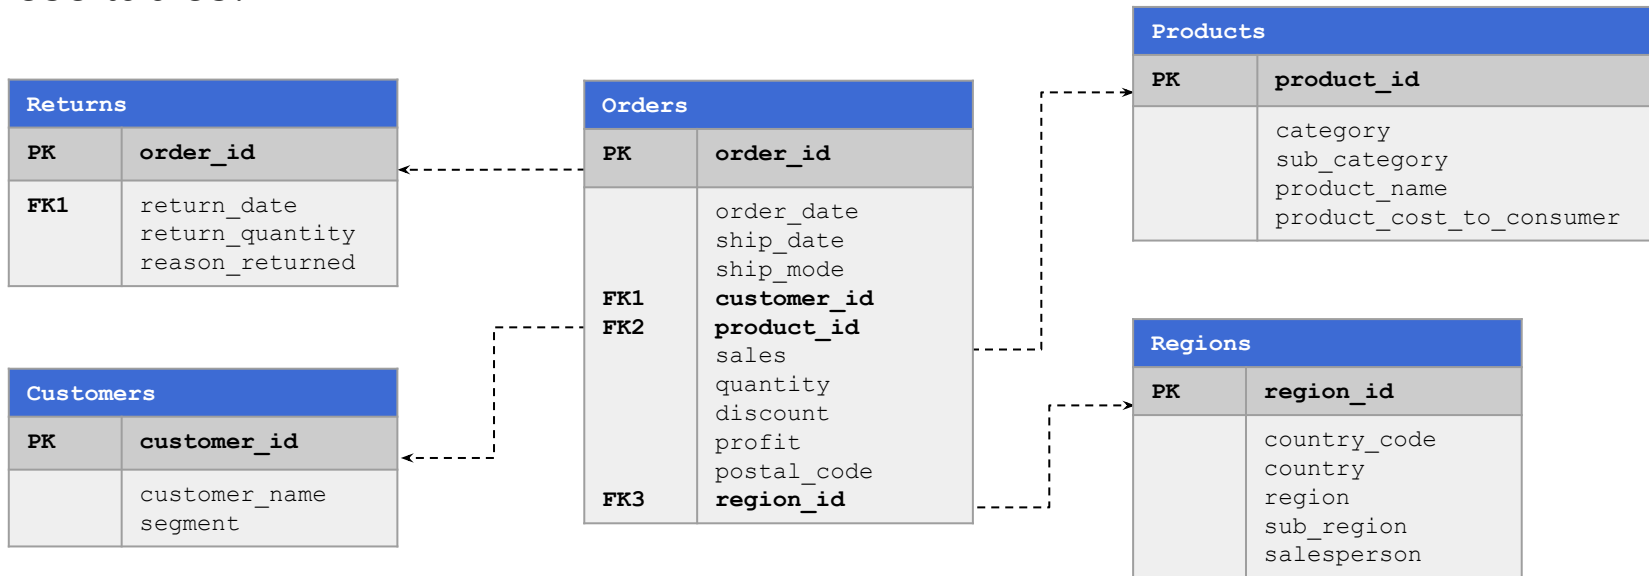 Returns
PK order_id
FK1 return_date
return_quantity
reason_returned
Customers
PK customer_id
customer_name
segment
Orders
PK order_id
order_date
ship_date
ship_mode
FK1 customer_id
FK2 product_id
sales
quantity
discount
profit
postal_code
FK3 region_id
Products
PK product_id
category
sub_category
product_name
product_cost_to_consumer
Regions
PK region_id
country_code
country
region
sub_region
salesperson